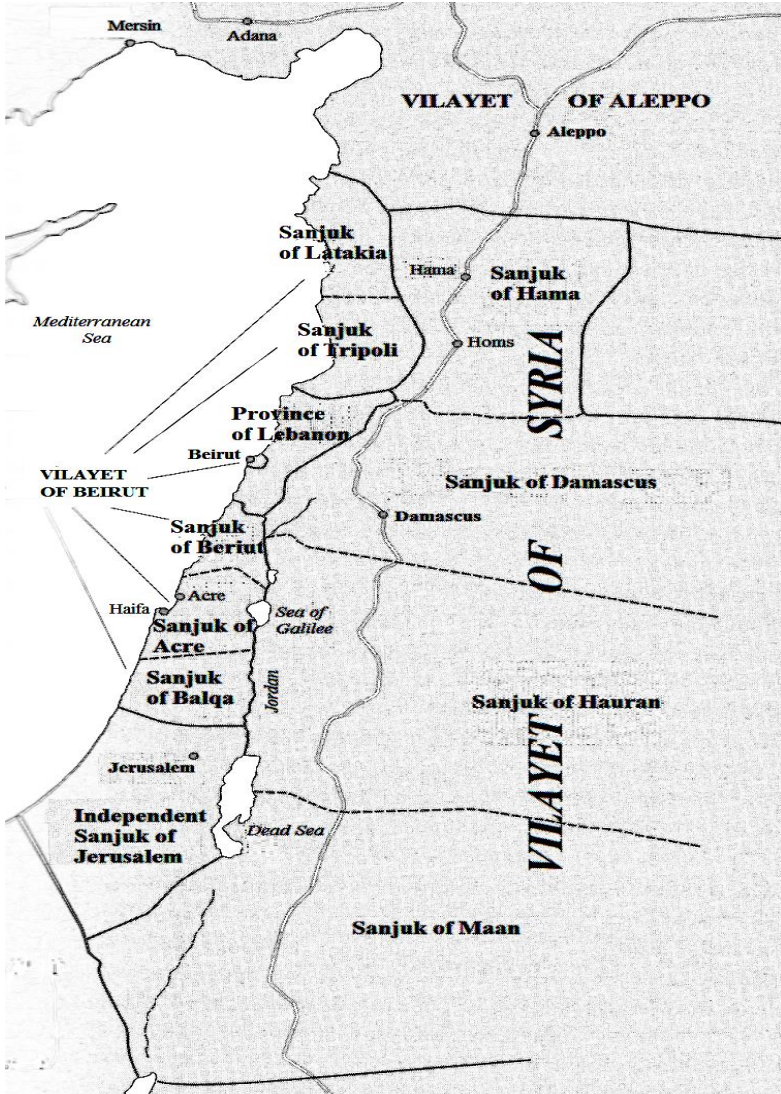 Mersin
Adana
VILAYET OF ALEPPO
Aleppo
Sanjuk
of Latakia
Hama
Sanjuk
of Hama
Mediterranean
Sea
Sanjuk
of Tripoli
Homs
Province
of Lebanon
Beirut
VILAYET
OF BEIRUT
Sanjuk of Damascus
Damascus
Sanjuk
of Beriut
Acre
Haifa
Sea of
Galilee
Sanjuk of
Acre
Sanjuk
of Balqa
Jordan
Sanjuk of Hauran
Jerusalem
Independent
Sanjuk of
Jerusalem
Dead Sea
Sanjuk of Maan
VILAYET OF SYRIA